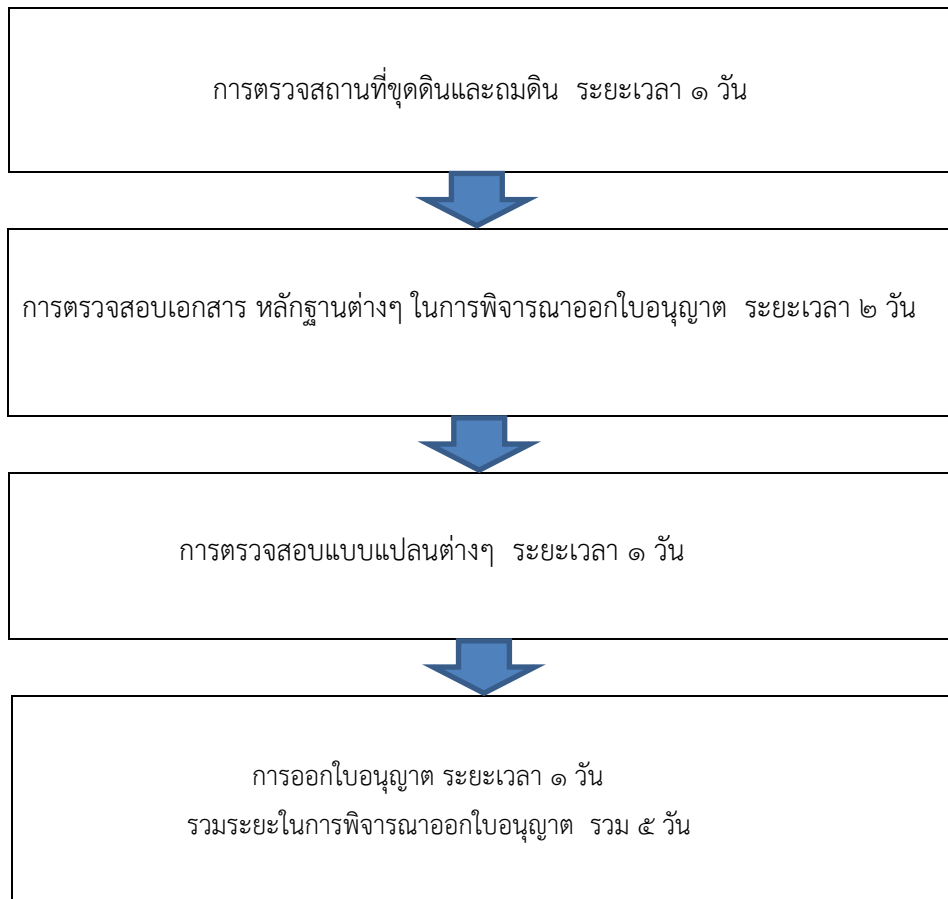 การตรวจสถานที่ขุดดินและถมดิน ระยะเวลา ๑ วัน
การตรวจสอบเอกสาร หลักฐานต่างๆ ในการพิจารณาออกใบอนุญาต ระยะเวลา ๒ วัน
การตรวจสอบแบบแปลนต่างๆ ระยะเวลา ๑ วัน
การออกใบอนุญาต ระยะเวลา ๑ วัน
รวมระยะในการพิจารณาออกใบอนุญาต รวม ๕ วัน